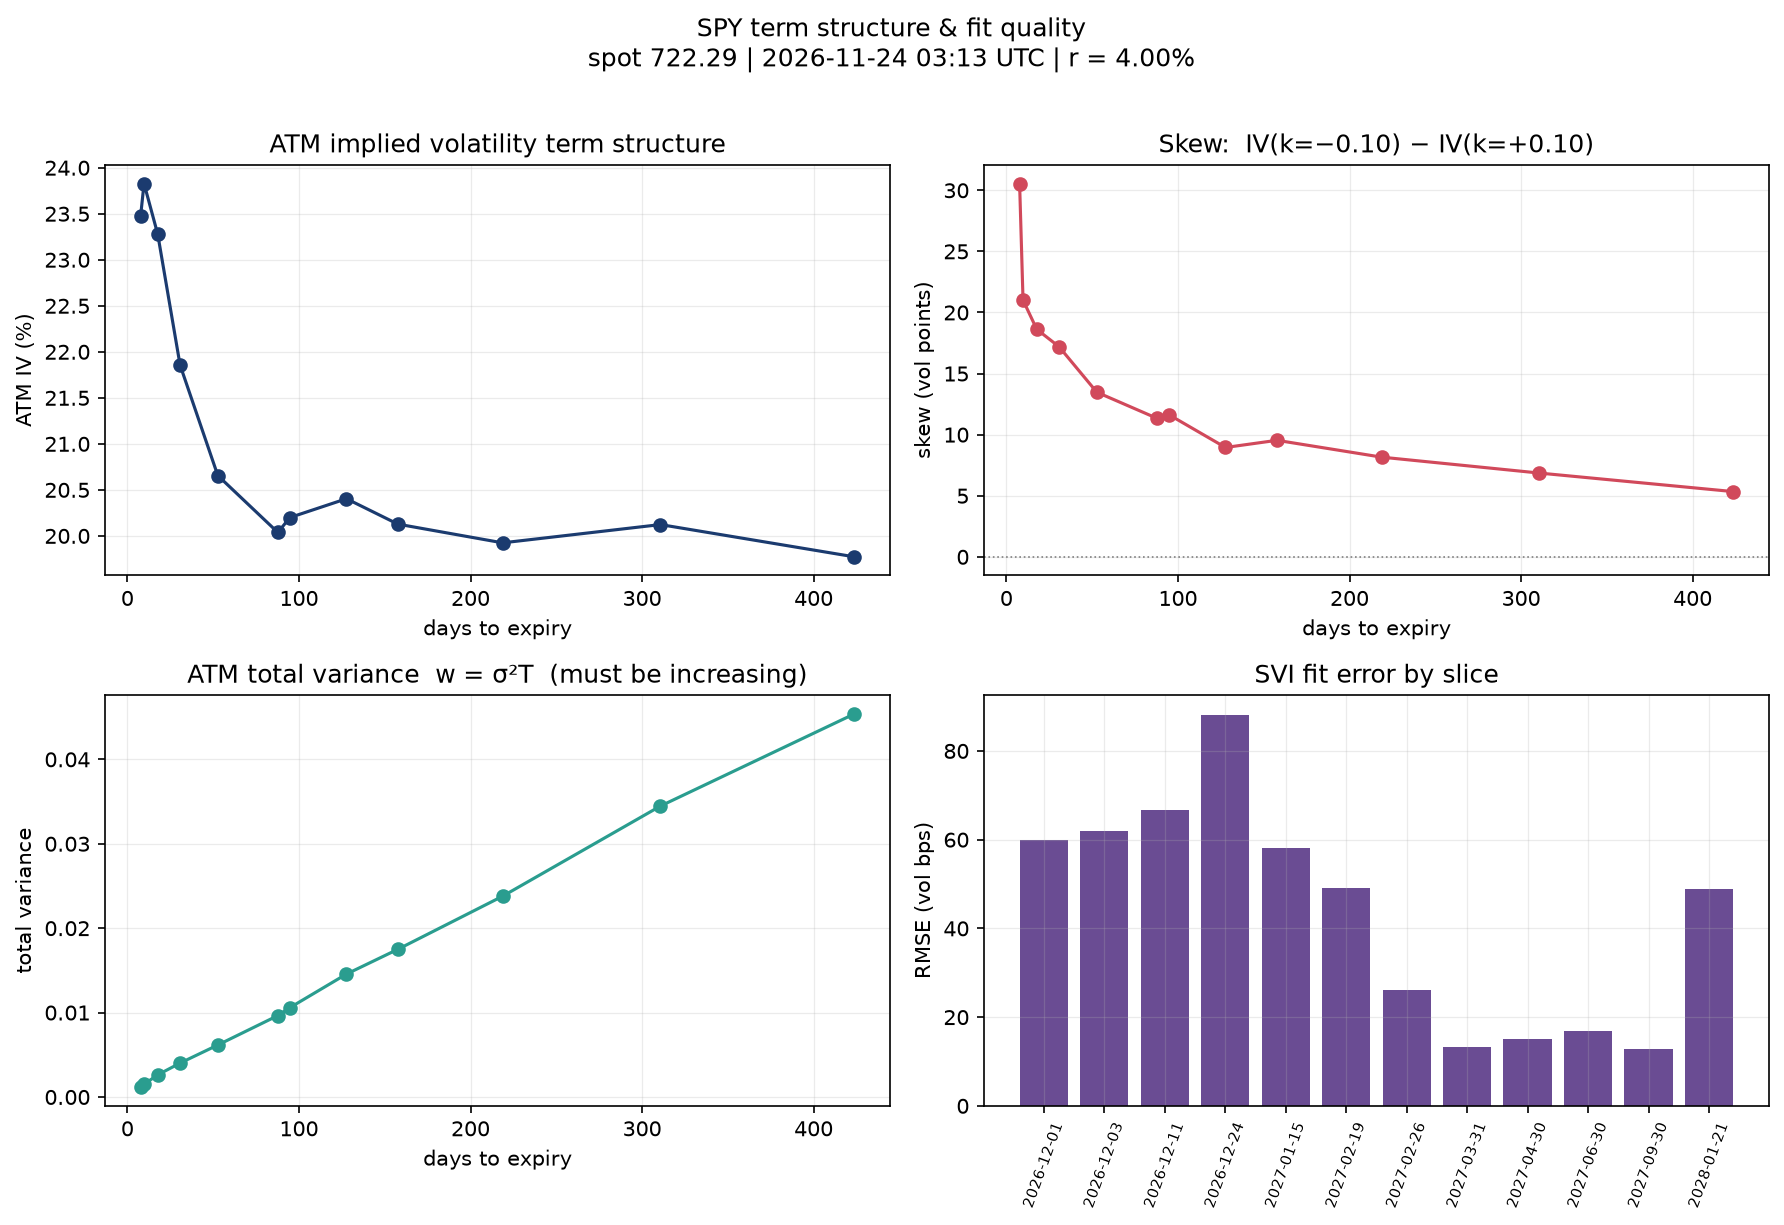 SPY term structure & fit quality
spot 722.29 | 2026-11-24 03:13 UTC | r = 4.00%
ATM implied volatility term structure
24.0
23.5
23.0
22.5
22.0
21.5
21.0
20.5
20.0
ATM IV (%)
0 100 200 300 400
days to expiry
Skew:  IV(k=−0.10) − IV(k=+0.10)
30
25
20
15
10
5
0
skew (vol points)
0 100 200 300 400
days to expiry
ATM total variance  w = σ²T  (must be increasing)
0.04
0.03
0.02
0.01
0.00
total variance
0 100 200 300 400
days to expiry
SVI fit error by slice
80
60
40
20
0
RMSE (vol bps)
2026-12-01
2026-12-03
2026-12-11
2026-12-24
2027-01-15
2027-02-19
2027-02-26
2027-03-31
2027-04-30
2027-06-30
2027-09-30
2028-01-21